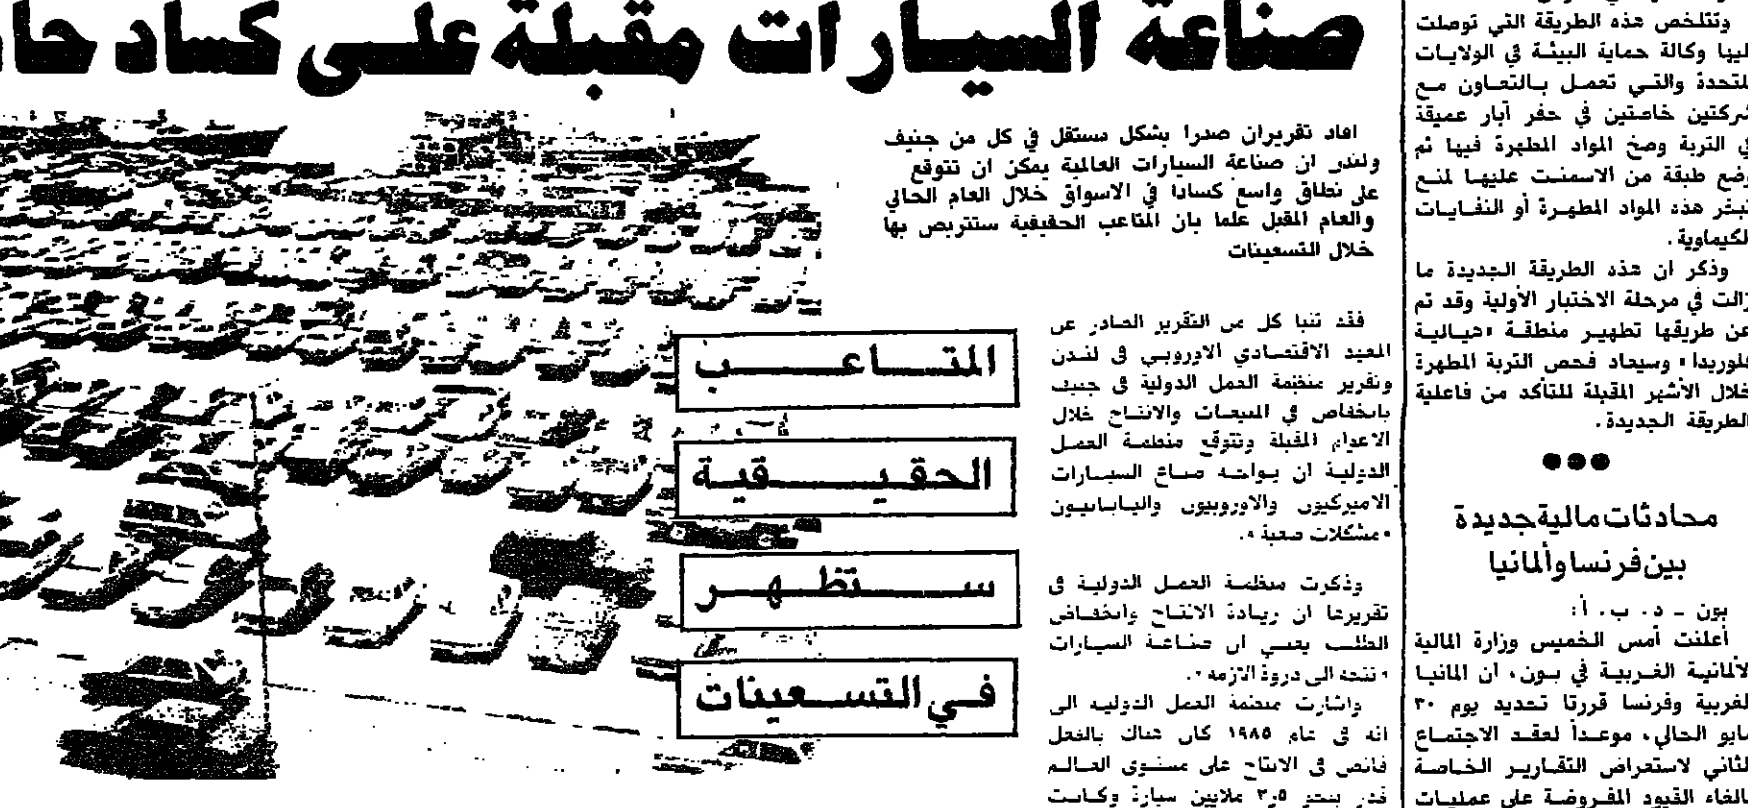 صناعة السيارات مقبلة على كساد حا
افاد تقريران صدرا بشكل مستقل في كل من جنيف
ولندن ان صناعة السيارات العالمية يمكن ان تتوقع
على نطاق واسع كسادا في الاسواق خلال العام الحالي
والعام المقبل علما بان المتاعب الحقيقية ستتربص بها
خلال التسعينات
المتاعب
الحقيقية
ستظهر
في التسعينات
فقد تنبا كل من التقرير الصادر عن
المعهد الاقتصادي الاوروبي في لندن
وتقرير منظمة العمل الدولية في جنيف
بانخفاض في المبيعات والانتاج خلال
الاعوام المقبلة وتتوقع منظمة العمل
الدولية ان يواجه صناع السيارات
الاميركيون والاوروبيون واليابانيون
« مشكلات صعبة » .
وذكرت منظمة العمل الدولية في
تقريرها ان زيادة الانتاج وانخفاض
الطلب يعني ان صناعة السيارات
« تتجه الى ذروة الازمة » .
واشارت منظمة العمل الدولية الى
انه في عام ١٩٨٥ كان هناك بالفعل
فائض في الانتاج على مستوى العالم
قدر بنحو ٣،٥ ملايين سيارة وكانت
وتتلخص هذه الطريقة التي توصلت
ليها وكالة حماية البيئة في الولايات
لمتحدة والتي تعمل بالتعاون مع
شركتين خاصتين في حفر آبار عميقة
في التربة وضخ المواد المطهرة فيها ثم
وضع طبقة من الاسمنت عليها لمنع
تبخر هذه المواد المطهرة أو النفايات
لكيماوية .
وذكر ان هذه الطريقة الجديدة ما
زالت في مرحلة الاختبار الأولية وقد تم
عن طريقها تطهير منطقة « هيالية
فلوريدا » وسيعاد فحص التربة المطهرة
خلال الأشهر المقبلة للتأكد من فاعلية
لطريقة الجديدة .
●●●
محادثات مالية جديدة
بين فرنسا وألمانيا
بون – د . ب . أ :
أعلنت أمس الخميس وزارة المالية
لألمانية الغربية في بون ، ان المانيا
لغربية وفرنسا قررتا تحديد يوم ٣٠
مايو الحالي ، موعداً لعقد الاجتماع
لثاني لاستعراض التقارير الخاصة
بالغاء القيود المفروضة على عمليات